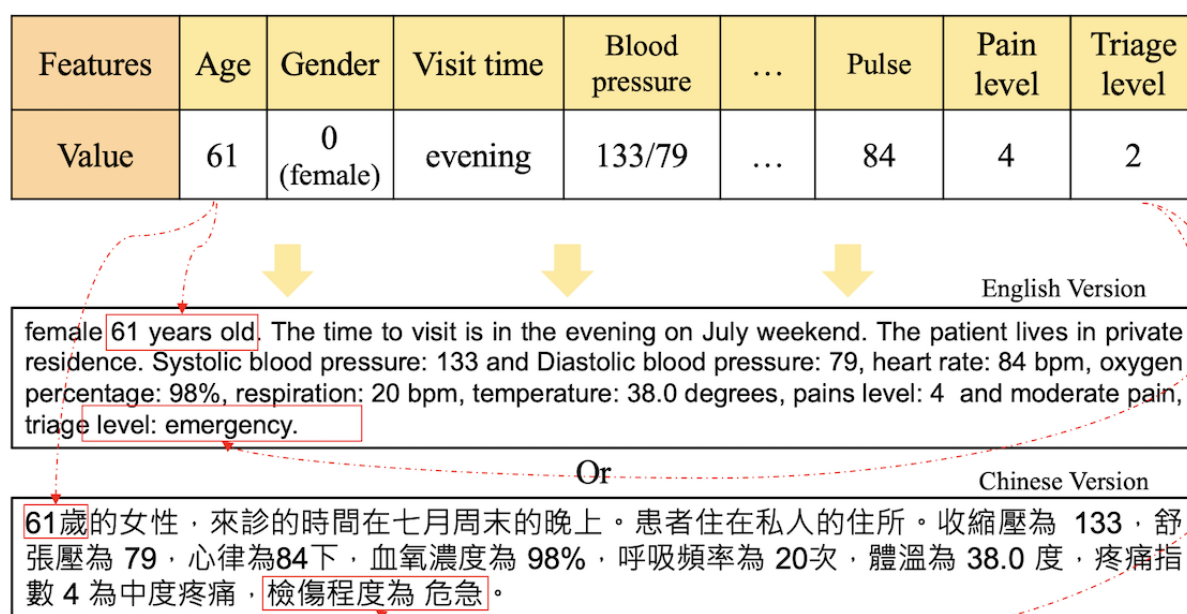 Features Age Gender Visit time Blood pressure ... Pulse Pain level Triage level
Value 61 0 (female) evening 133/79 ... 84 4 2
English Version
female 61 years old. The time to visit is in the evening on July weekend. The patient lives in private
residence. Systolic blood pressure: 133 and Diastolic blood pressure: 79, heart rate: 84 bpm, oxygen
percentage: 98%, respiration: 20 bpm, temperature: 38.0 degrees, pains level: 4 and moderate pain,
triage level: emergency.
Or
Chinese Version
61歲的女性，來診的時間在七月周末的晚上。患者住在私人的住所。收縮壓為 133，舒
張壓為 79，心律為84下，血氧濃度為 98%，呼吸頻率為 20次，體溫為 38.0 度，疼痛指
數 4 為中度疼痛，檢傷程度為 危急。